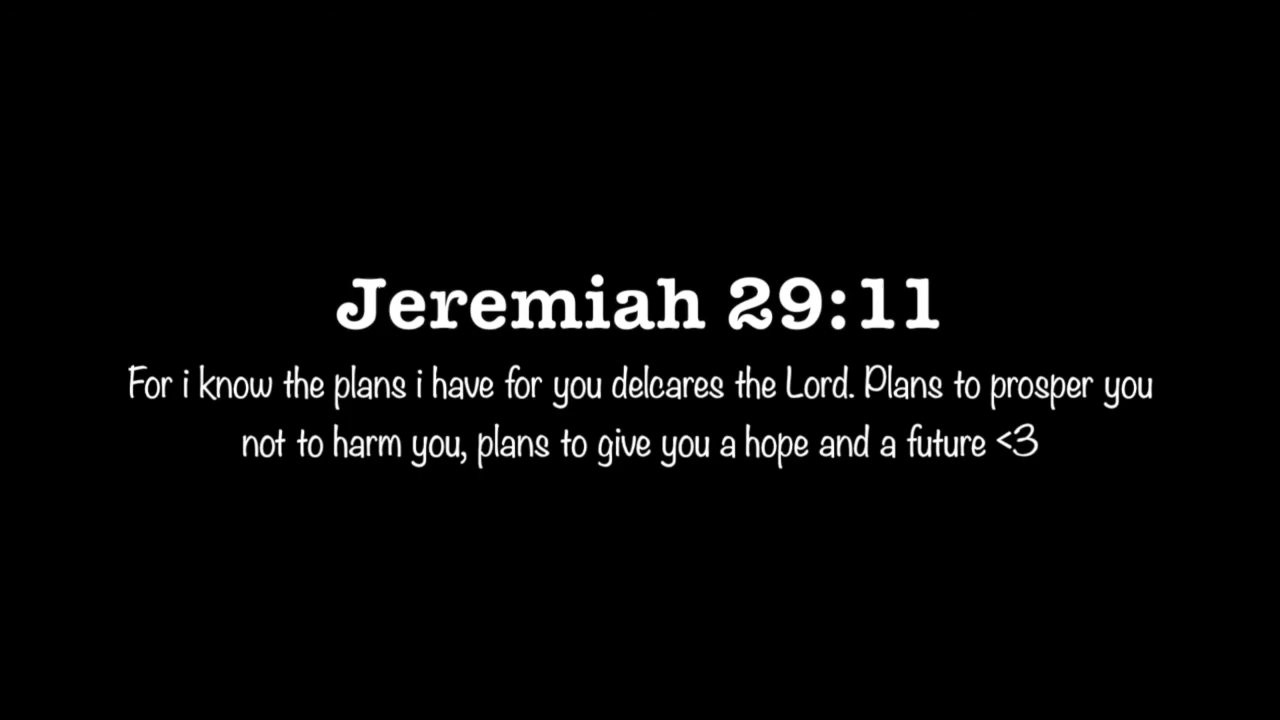 Jeremiah 29:11
For i know the plans i have for you delcares the Lord. Plans to prosper you
not to harm you, plans to give you a hope and a future <3